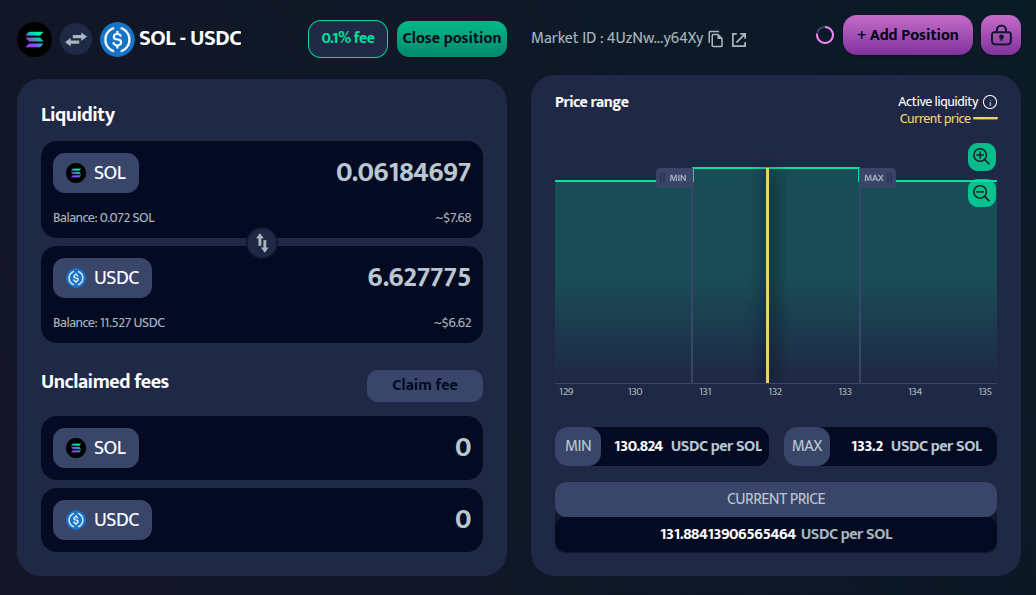 SOL - USDC
0.1% fee
Close position
Market ID : 4UzNw...y64Xy
+ Add Position
Liquidity
SOL
0.06184697
Balance: 0.072 SOL
~$7.68
USDC
6.627775
Balance: 11.527 USDC
~$6.62
Unclaimed fees
Claim fee
SOL
0
USDC
0
Price range
Active liquidity
Current price
MIN
MAX
129 130 131 132 133 134 135
MIN 130.824 USDC per SOL
MAX 133.2 USDC per SOL
CURRENT PRICE
131.88413906565464 USDC per SOL